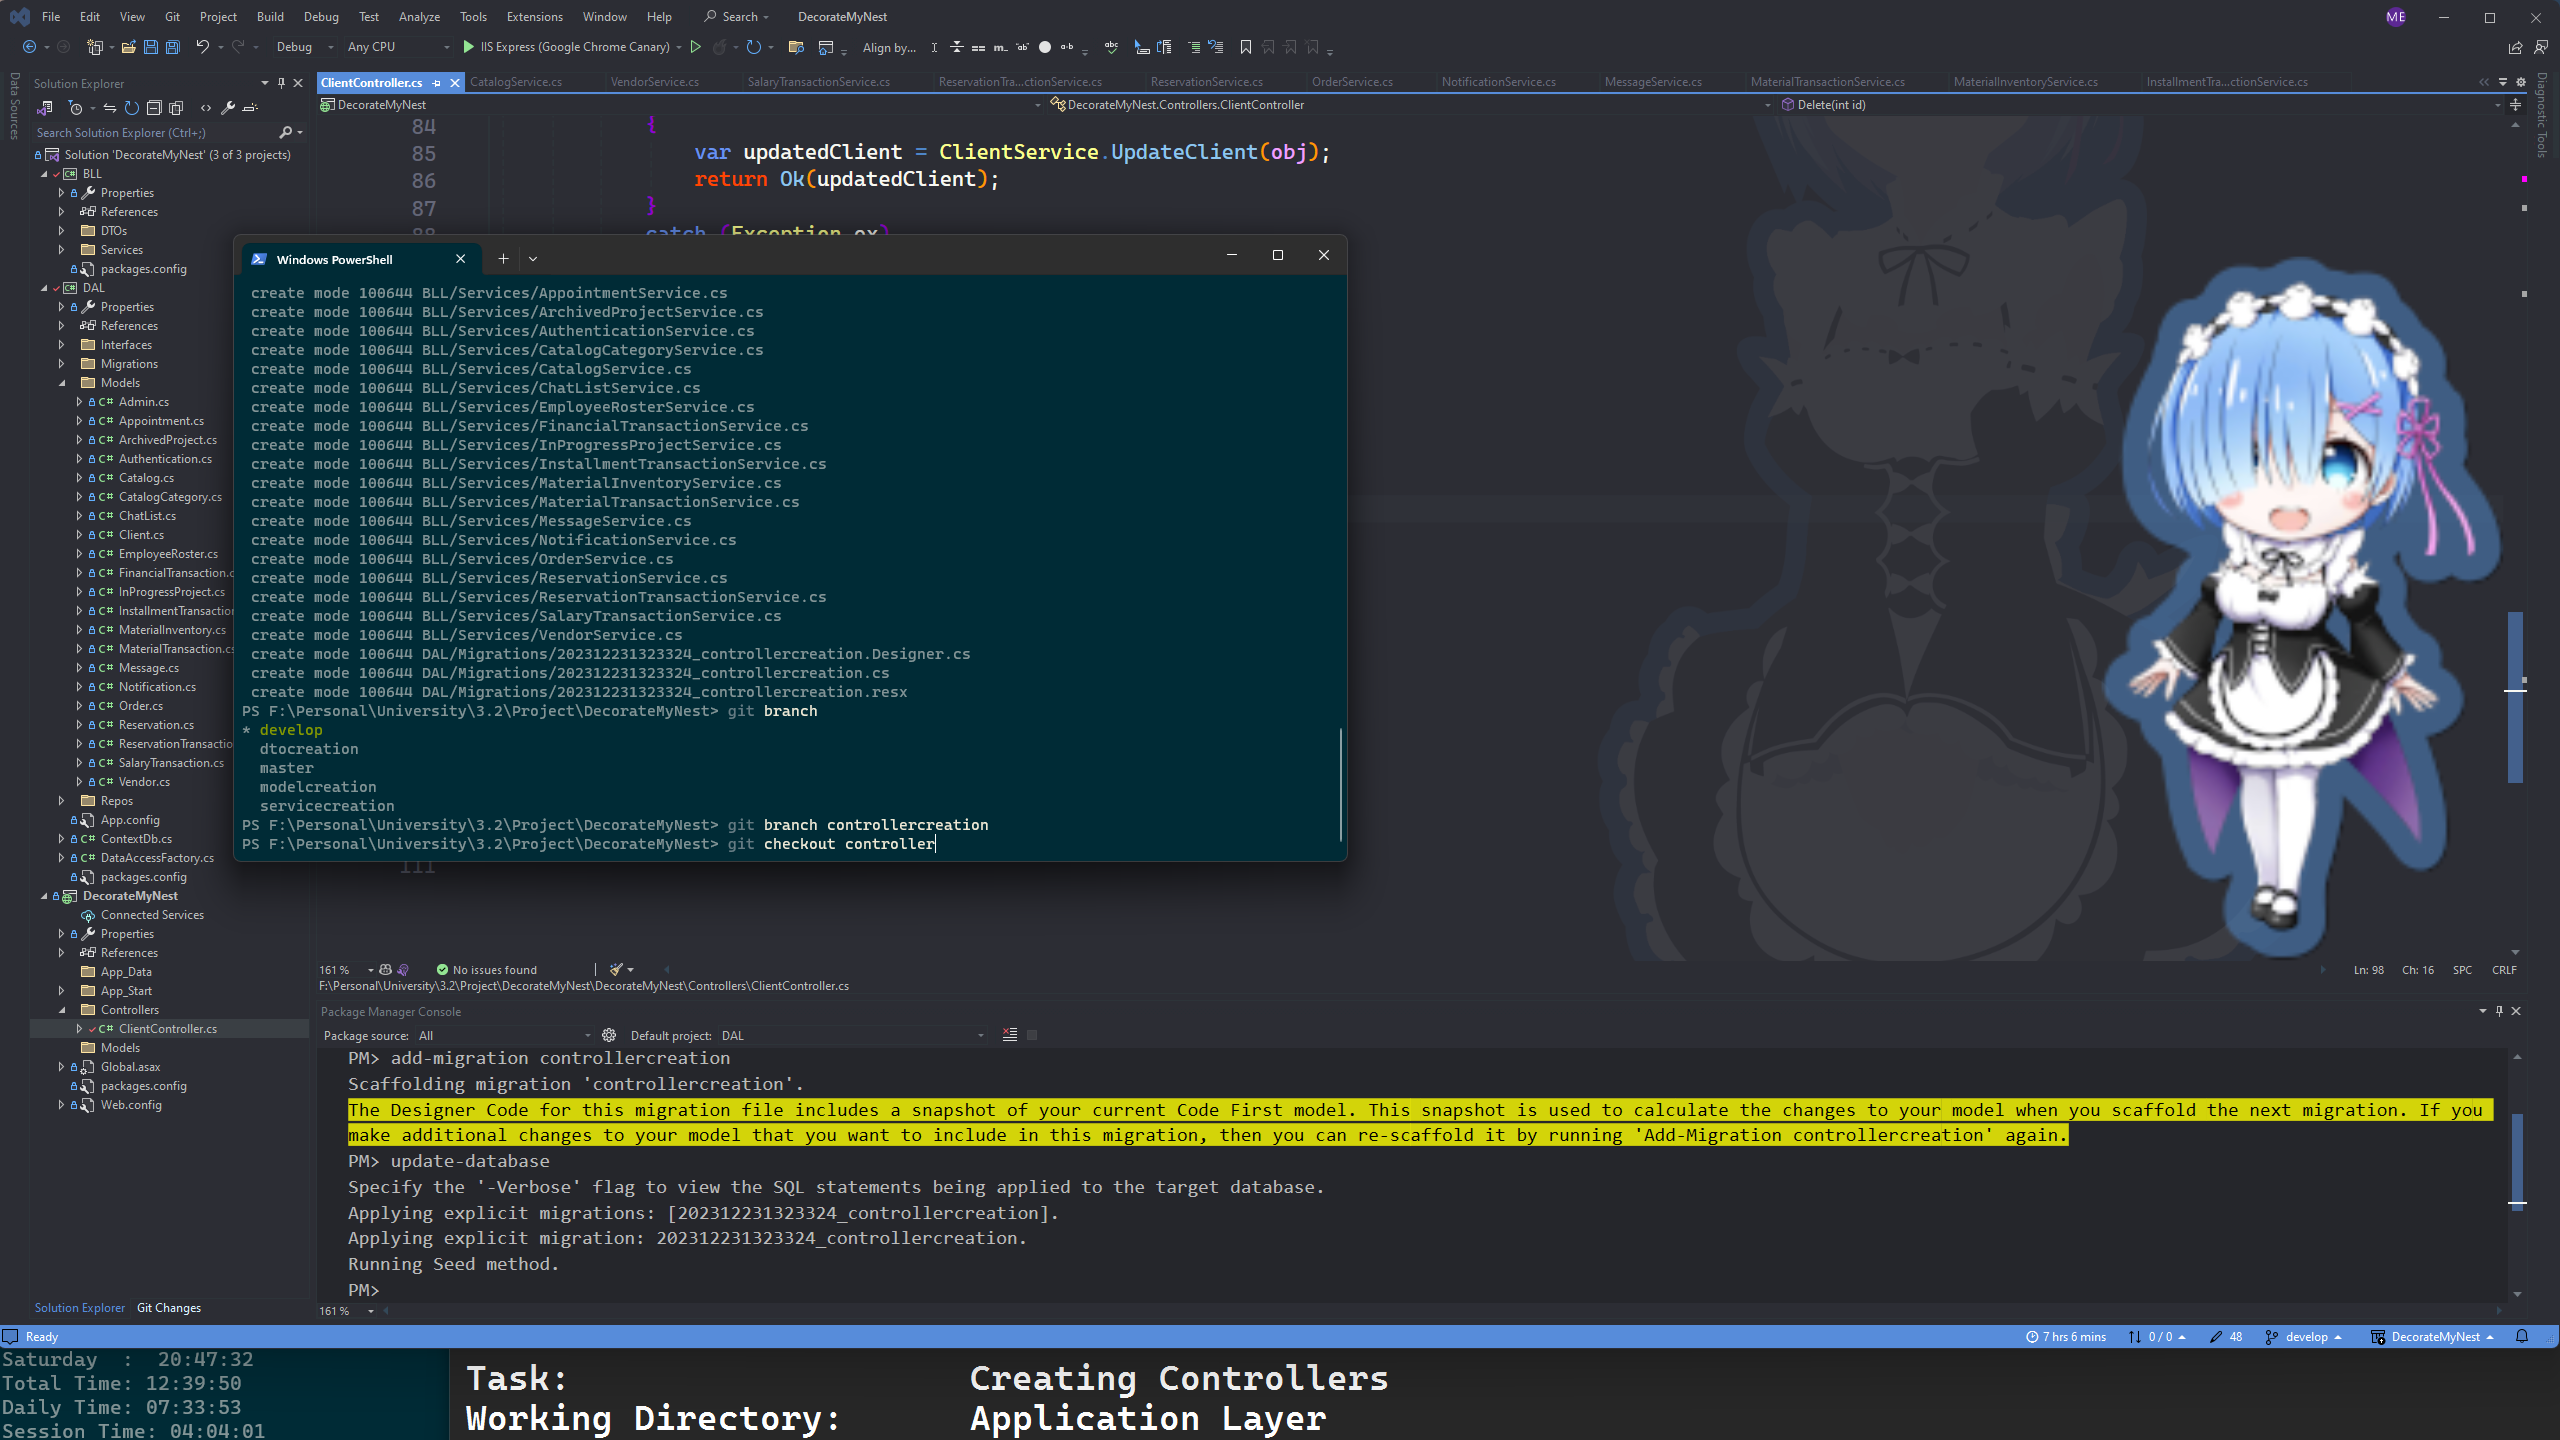 File Edit View Git Project Build Debug Test Analyze Tools Extensions Window Help Search DecorateMyNest ME
Debug Any CPU IIS Express (Google Chrome Canary) Align by...
Data Sources
Solution Explorer
Search Solution Explorer (Ctrl+;)
Solution 'DecorateMyNest' (3 of 3 projects)
BLL
Properties
References
DTOs
Services
packages.config
DAL
Properties
References
Interfaces
Migrations
Models
Admin.cs
Appointment.cs
ArchivedProject.cs
Authentication.cs
Catalog.cs
CatalogCategory.cs
ChatList.cs
Client.cs
EmployeeRoster.cs
FinancialTransaction.c
InProgressProject.cs
InstallmentTransaction
MaterialInventory.cs
MaterialTransaction.cs
Message.cs
Notification.cs
Order.cs
Reservation.cs
ReservationTransactio
SalaryTransaction.cs
Vendor.cs
Repos
App.config
ContextDb.cs
DataAccessFactory.cs
packages.config
DecorateMyNest
Connected Services
Properties
References
App_Data
App_Start
Controllers
ClientController.cs
Models
Global.asax
packages.config
Web.config
Solution Explorer Git Changes
ClientController.cs CatalogService.cs VendorService.cs SalaryTransactionService.cs ReservationTra...ctionService.cs ReservationService.cs OrderService.cs NotificationService.cs MessageService.cs MaterialTransactionService.cs MaterialInventoryService.cs InstallmentTra...ctionService.cs
DecorateMyNest DecorateMyNest.Controllers.ClientController Delete(int id)
Diagnostic Tools
84 {
85 var updatedClient = ClientService.UpdateClient(obj);
86 return Ok(updatedClient);
87 }
88 catch (Exception ex)
Windows PowerShell
create mode 100644 BLL/Services/AppointmentService.cs
create mode 100644 BLL/Services/ArchivedProjectService.cs
create mode 100644 BLL/Services/AuthenticationService.cs
create mode 100644 BLL/Services/CatalogCategoryService.cs
create mode 100644 BLL/Services/CatalogService.cs
create mode 100644 BLL/Services/ChatListService.cs
create mode 100644 BLL/Services/EmployeeRosterService.cs
create mode 100644 BLL/Services/FinancialTransactionService.cs
create mode 100644 BLL/Services/InProgressProjectService.cs
create mode 100644 BLL/Services/InstallmentTransactionService.cs
create mode 100644 BLL/Services/MaterialInventoryService.cs
create mode 100644 BLL/Services/MaterialTransactionService.cs
create mode 100644 BLL/Services/MessageService.cs
create mode 100644 BLL/Services/NotificationService.cs
create mode 100644 BLL/Services/OrderService.cs
create mode 100644 BLL/Services/ReservationService.cs
create mode 100644 BLL/Services/ReservationTransactionService.cs
create mode 100644 BLL/Services/SalaryTransactionService.cs
create mode 100644 BLL/Services/VendorService.cs
create mode 100644 DAL/Migrations/202312231323324_controllercreation.Designer.cs
create mode 100644 DAL/Migrations/202312231323324_controllercreation.cs
create mode 100644 DAL/Migrations/202312231323324_controllercreation.resx
PS F:\Personal\University\3.2\Project\DecorateMyNest> git branch
* develop
dtocreation
master
modelcreation
servicecreation
PS F:\Personal\University\3.2\Project\DecorateMyNest> git branch controllercreation
PS F:\Personal\University\3.2\Project\DecorateMyNest> git checkout controller
111
161 % No issues found Ln: 98 Ch: 16 SPC CRLF
F:\Personal\University\3.2\Project\DecorateMyNest\DecorateMyNest\Controllers\ClientController.cs
Package Manager Console
Package source: All Default project: DAL
PM> add-migration controllercreation
Scaffolding migration 'controllercreation'.
The Designer Code for this migration file includes a snapshot of your current Code First model. This snapshot is used to calculate the changes to your model when you scaffold the next migration. If you
make additional changes to your model that you want to include in this migration, then you can re-scaffold it by running 'Add-Migration controllercreation' again.
PM> update-database
Specify the '-Verbose' flag to view the SQL statements being applied to the target database.
Applying explicit migrations: [202312231323324_controllercreation].
Applying explicit migration: 202312231323324_controllercreation.
Running Seed method.
PM>
161 %
Ready 7 hrs 6 mins 0 / 0 48 develop DecorateMyNest
Saturday : 20:47:32
Total Time: 12:39:50
Daily Time: 07:33:53
Session Time: 04:04:01
Task: Creating Controllers
Working Directory: Application Layer